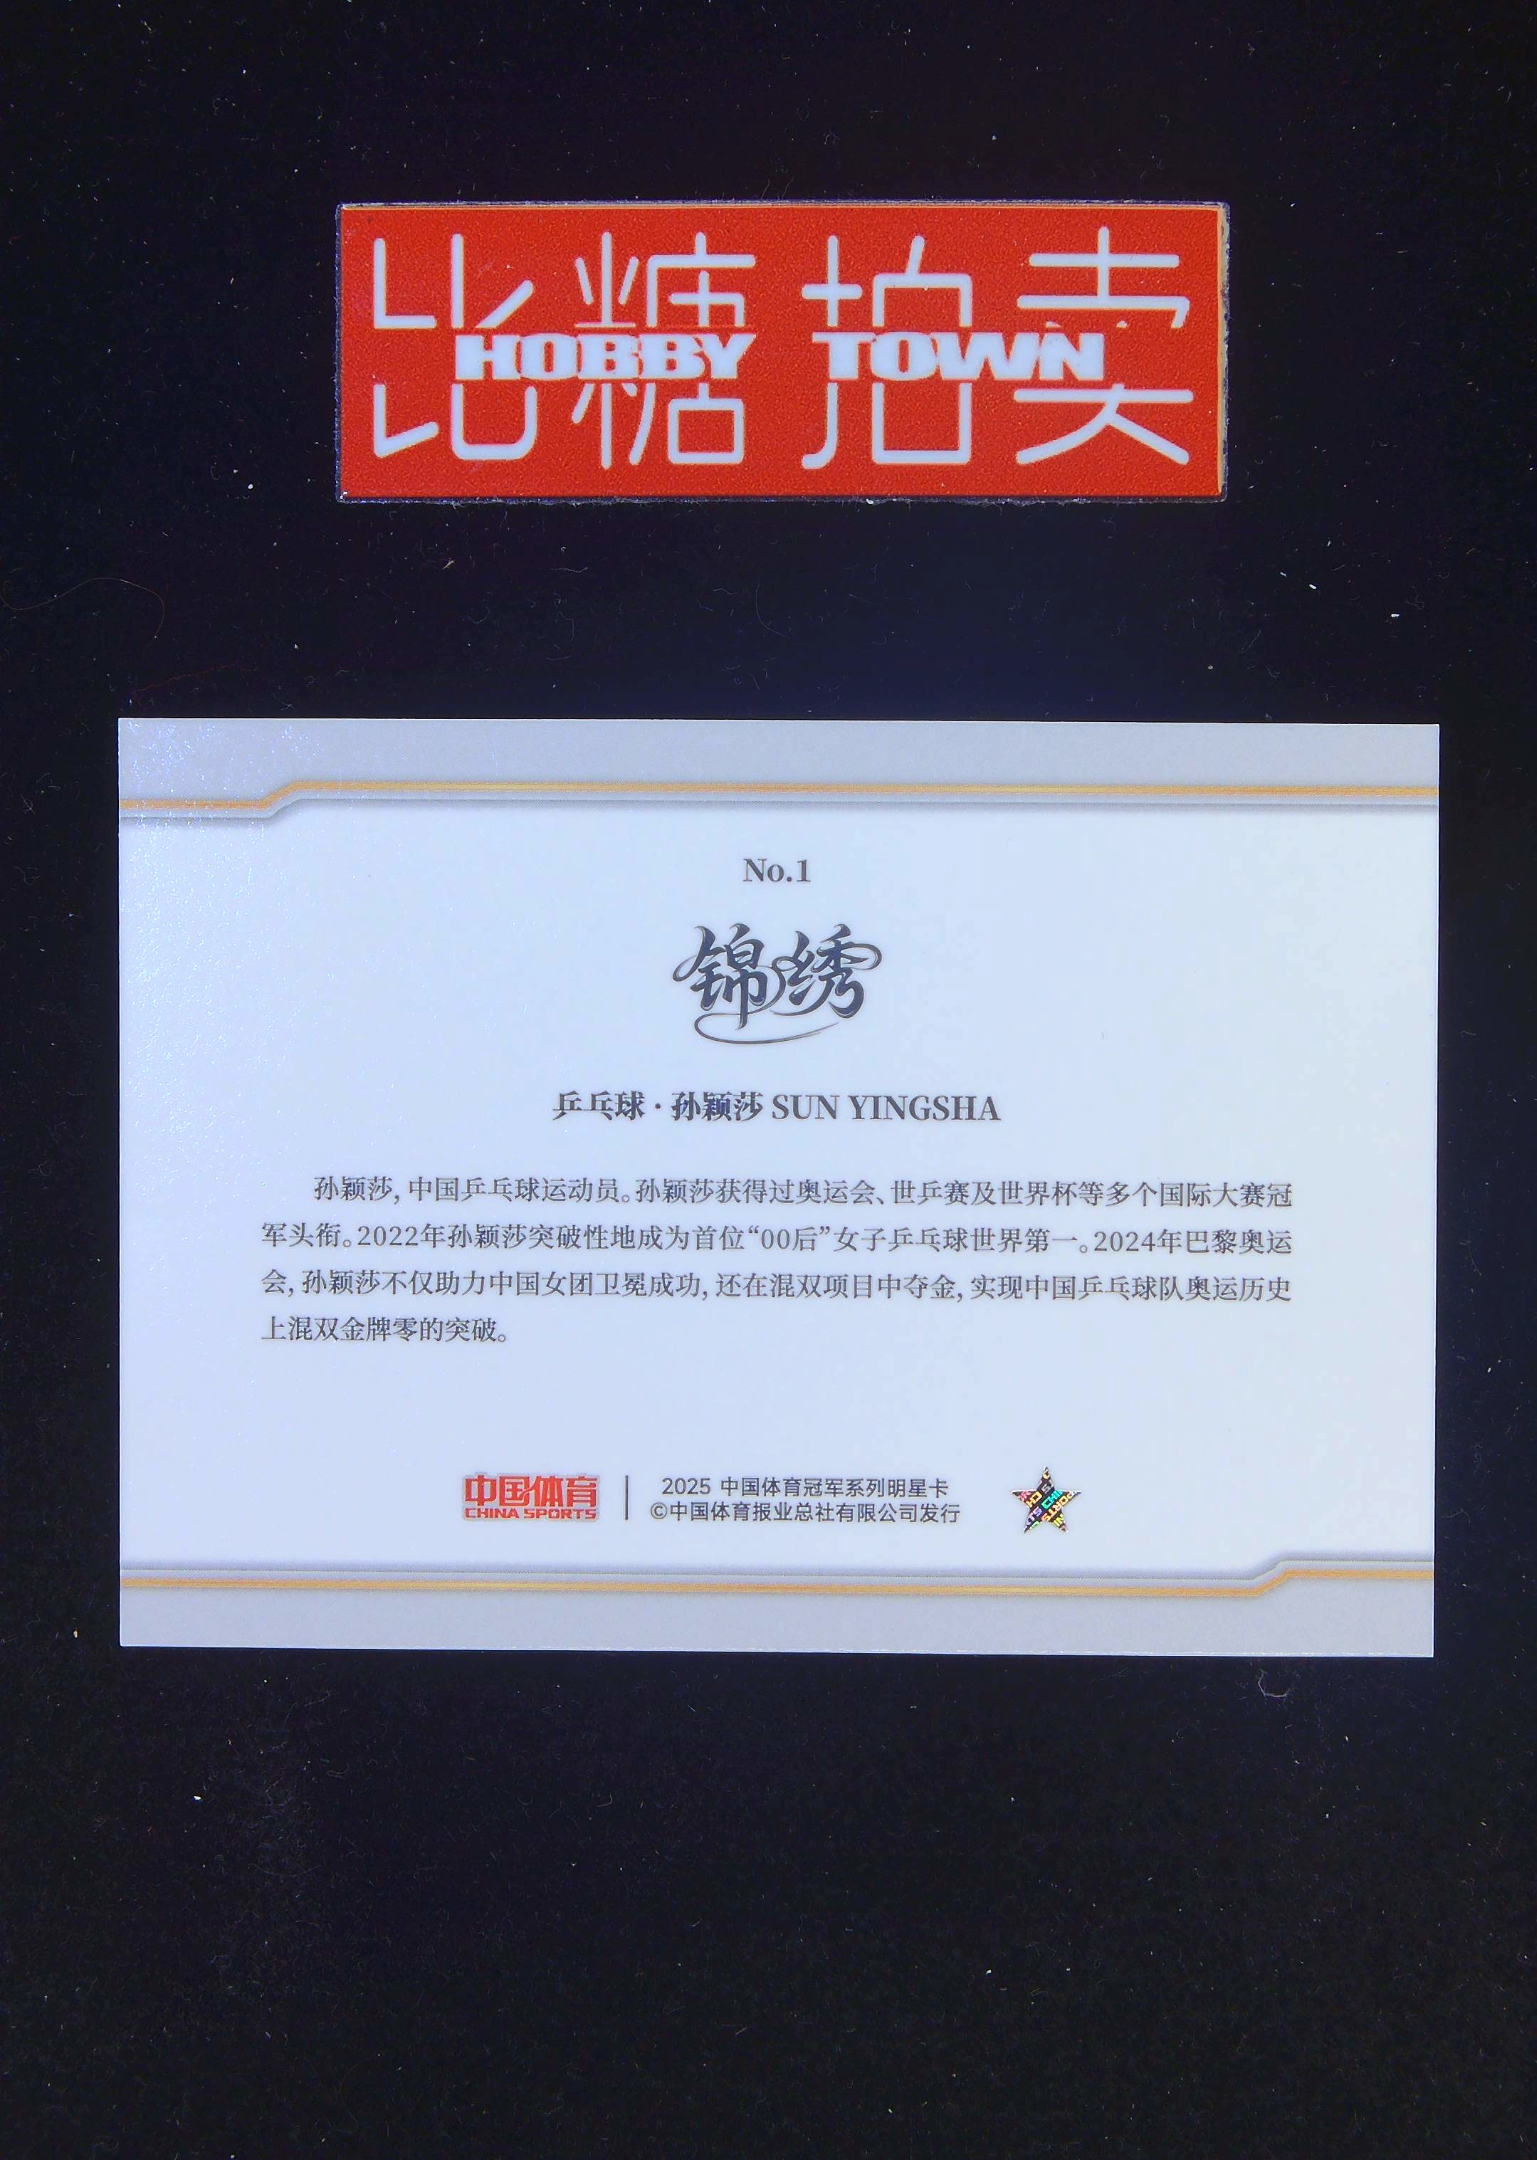 比糖拍卖
HOBBY TOWN
No.1
锦绣
乒乓球·孙颖莎 SUN YINGSHA
孙颖莎，中国乒乓球运动员。孙颖莎获得过奥运会、世乒赛及世界杯等多个国际大赛冠
军头衔。2022年孙颖莎突破性地成为首位“00后”女子乒乓球世界第一。2024年巴黎奥运
会，孙颖莎不仅助力中国女团卫冕成功，还在混双项目中夺金，实现中国乒乓球队奥运历史
上混双金牌零的突破。
中国体育
CHINA SPORTS
2025 中国体育冠军系列明星卡
©中国体育报业总社有限公司发行